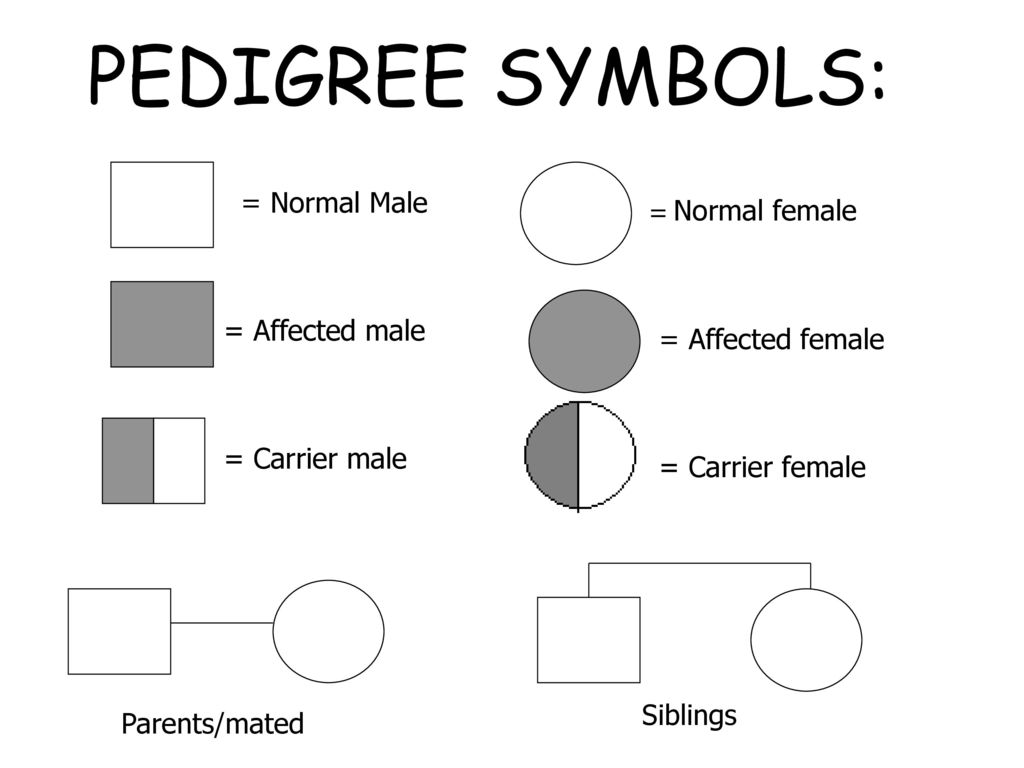 PEDIGREE SYMBOLS:
= Normal Male
= Normal female
= Affected male
= Affected female
= Carrier male
= Carrier female
Parents/mated
Siblings